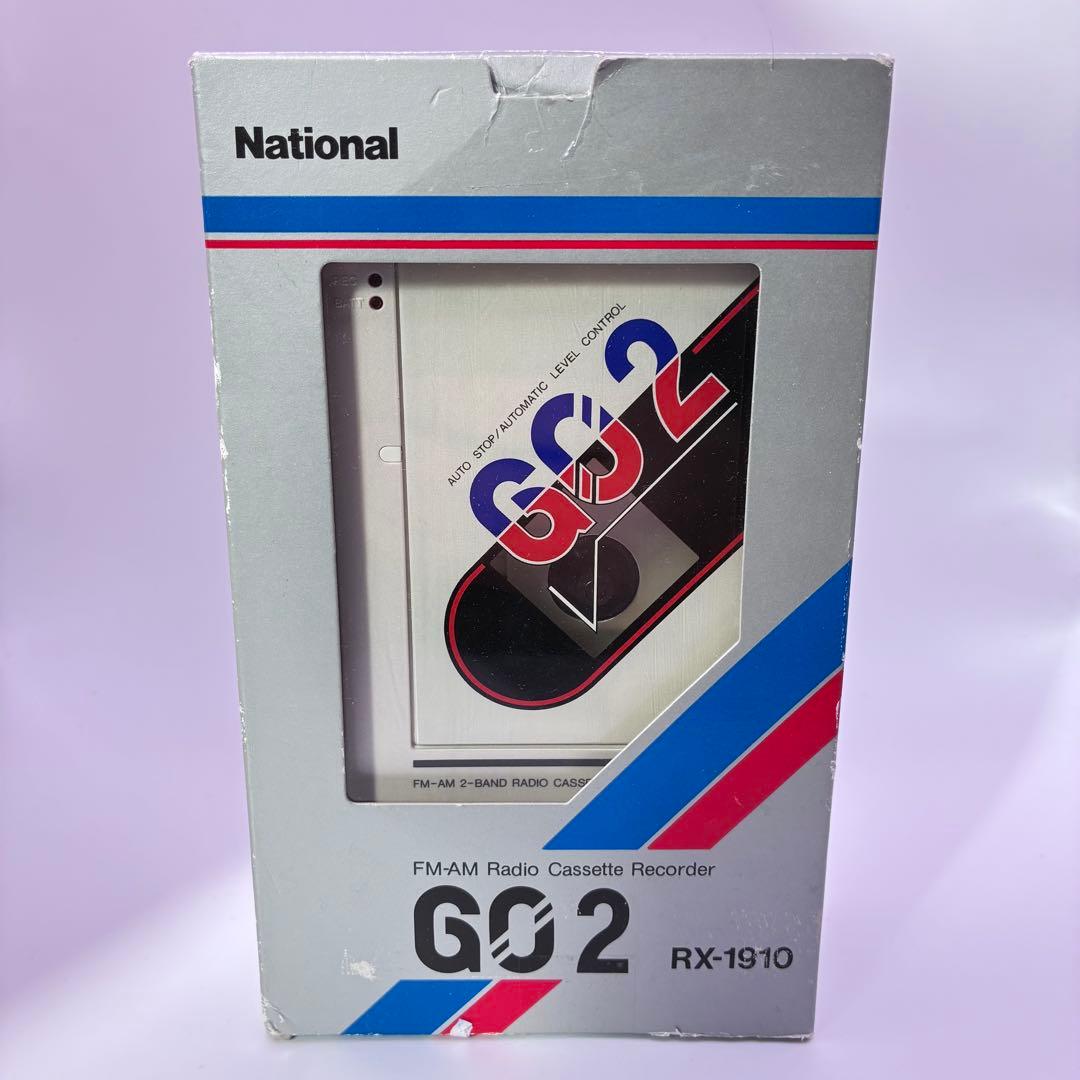 National
REC
BATT
AUTO STOP/AUTOMATIC LEVEL CONTROL
GO 2
FM-AM 2-BAND RADIO CASSE
FM-AM Radio Cassette Recorder
GO 2
RX-1910